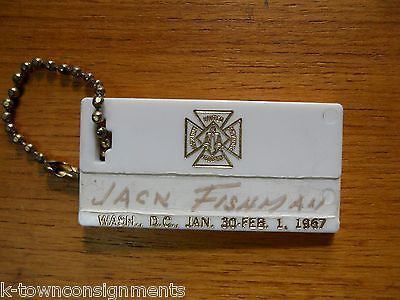 JACK FISHMAN
WASH., D.C., JAN. 30-FEB. 1, 1967
k-townconsignments